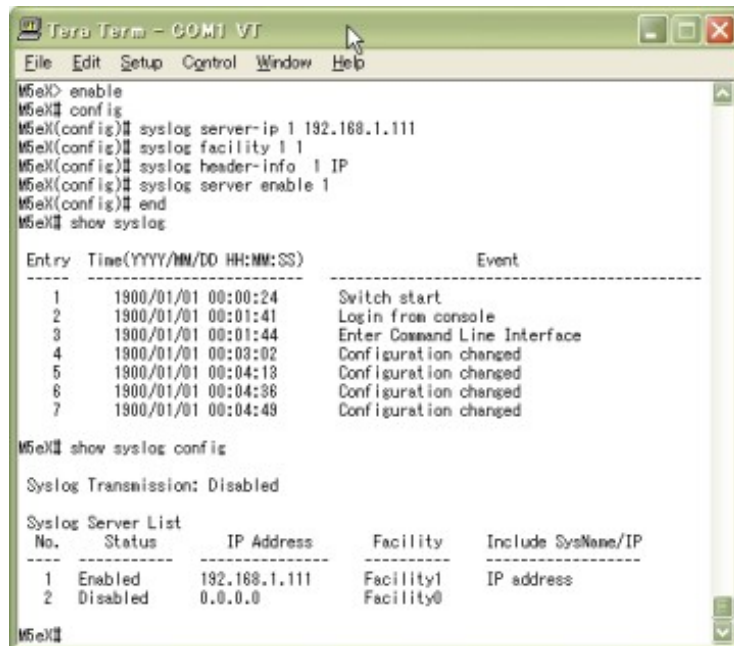 Tera Term - COM1 VT
File Edit Setup Control Window Help
M5eX> enable
M5eX# config
M5eX(config)# syslog server-ip 1 192.168.1.111
M5eX(config)# syslog facility 1 1
M5eX(config)# syslog header-info 1 IP
M5eX(config)# syslog server enable 1
M5eX(config)# end
M5eX# show syslog
Entry Time(YYYY/MM/DD HH:MM:SS) Event
----- ------------------------- --------------------------------------------
1 1900/01/01 00:00:24 Switch start
2 1900/01/01 00:01:41 Login from console
3 1900/01/01 00:01:44 Enter Command Line Interface
4 1900/01/01 00:03:02 Configuration changed
5 1900/01/01 00:04:13 Configuration changed
6 1900/01/01 00:04:36 Configuration changed
7 1900/01/01 00:04:49 Configuration changed
M5eX# show syslog config
Syslog Transmission: Disabled
Syslog Server List
No. Status IP Address Facility Include SysName/IP
---- ---------- --------------- ---------- ------------------
1 Enabled 192.168.1.111 Facility1 IP address
2 Disabled 0.0.0.0 Facility0
M5eX#